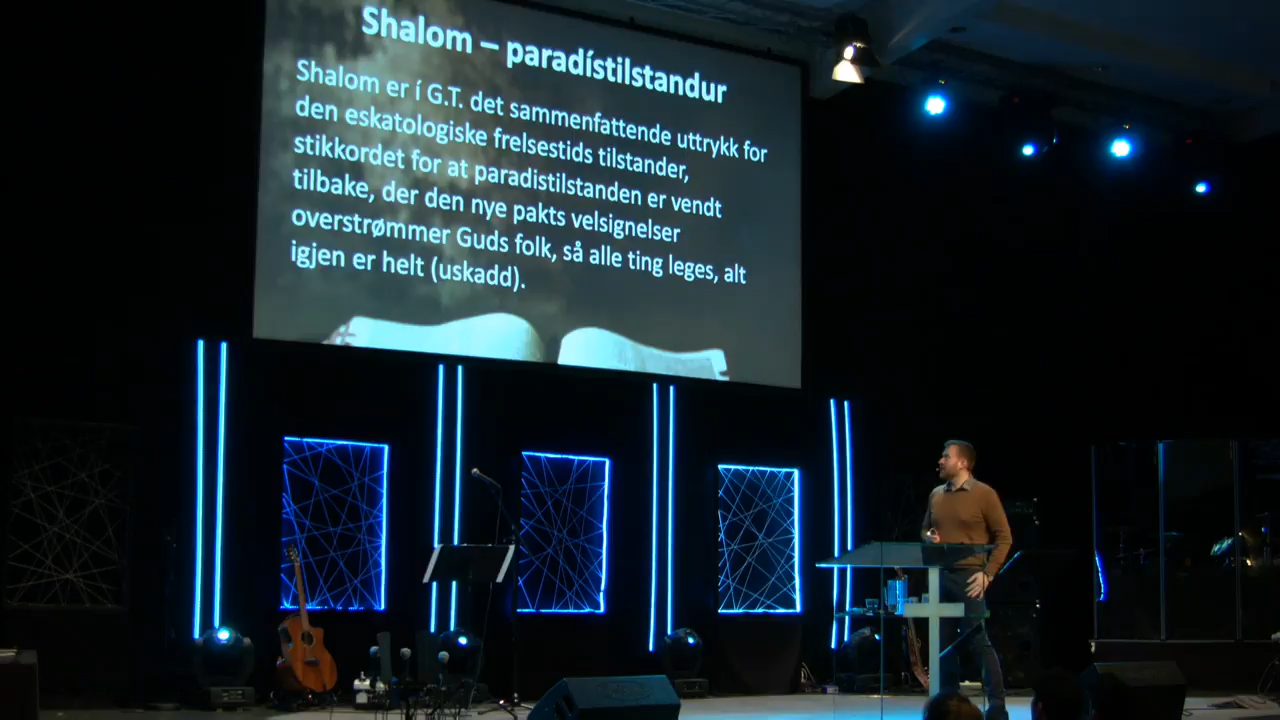 Shalom – paradístilstandur
Shalom er í G.T. det sammenfattende uttrykk for
den eskatologiske frelsestids tilstander,
stikkordet for at paradistilstanden er vendt
tilbake, der den nye pakts velsignelser
overstrømmer Guds folk, så alle ting leges, alt
igjen er helt (uskadd).